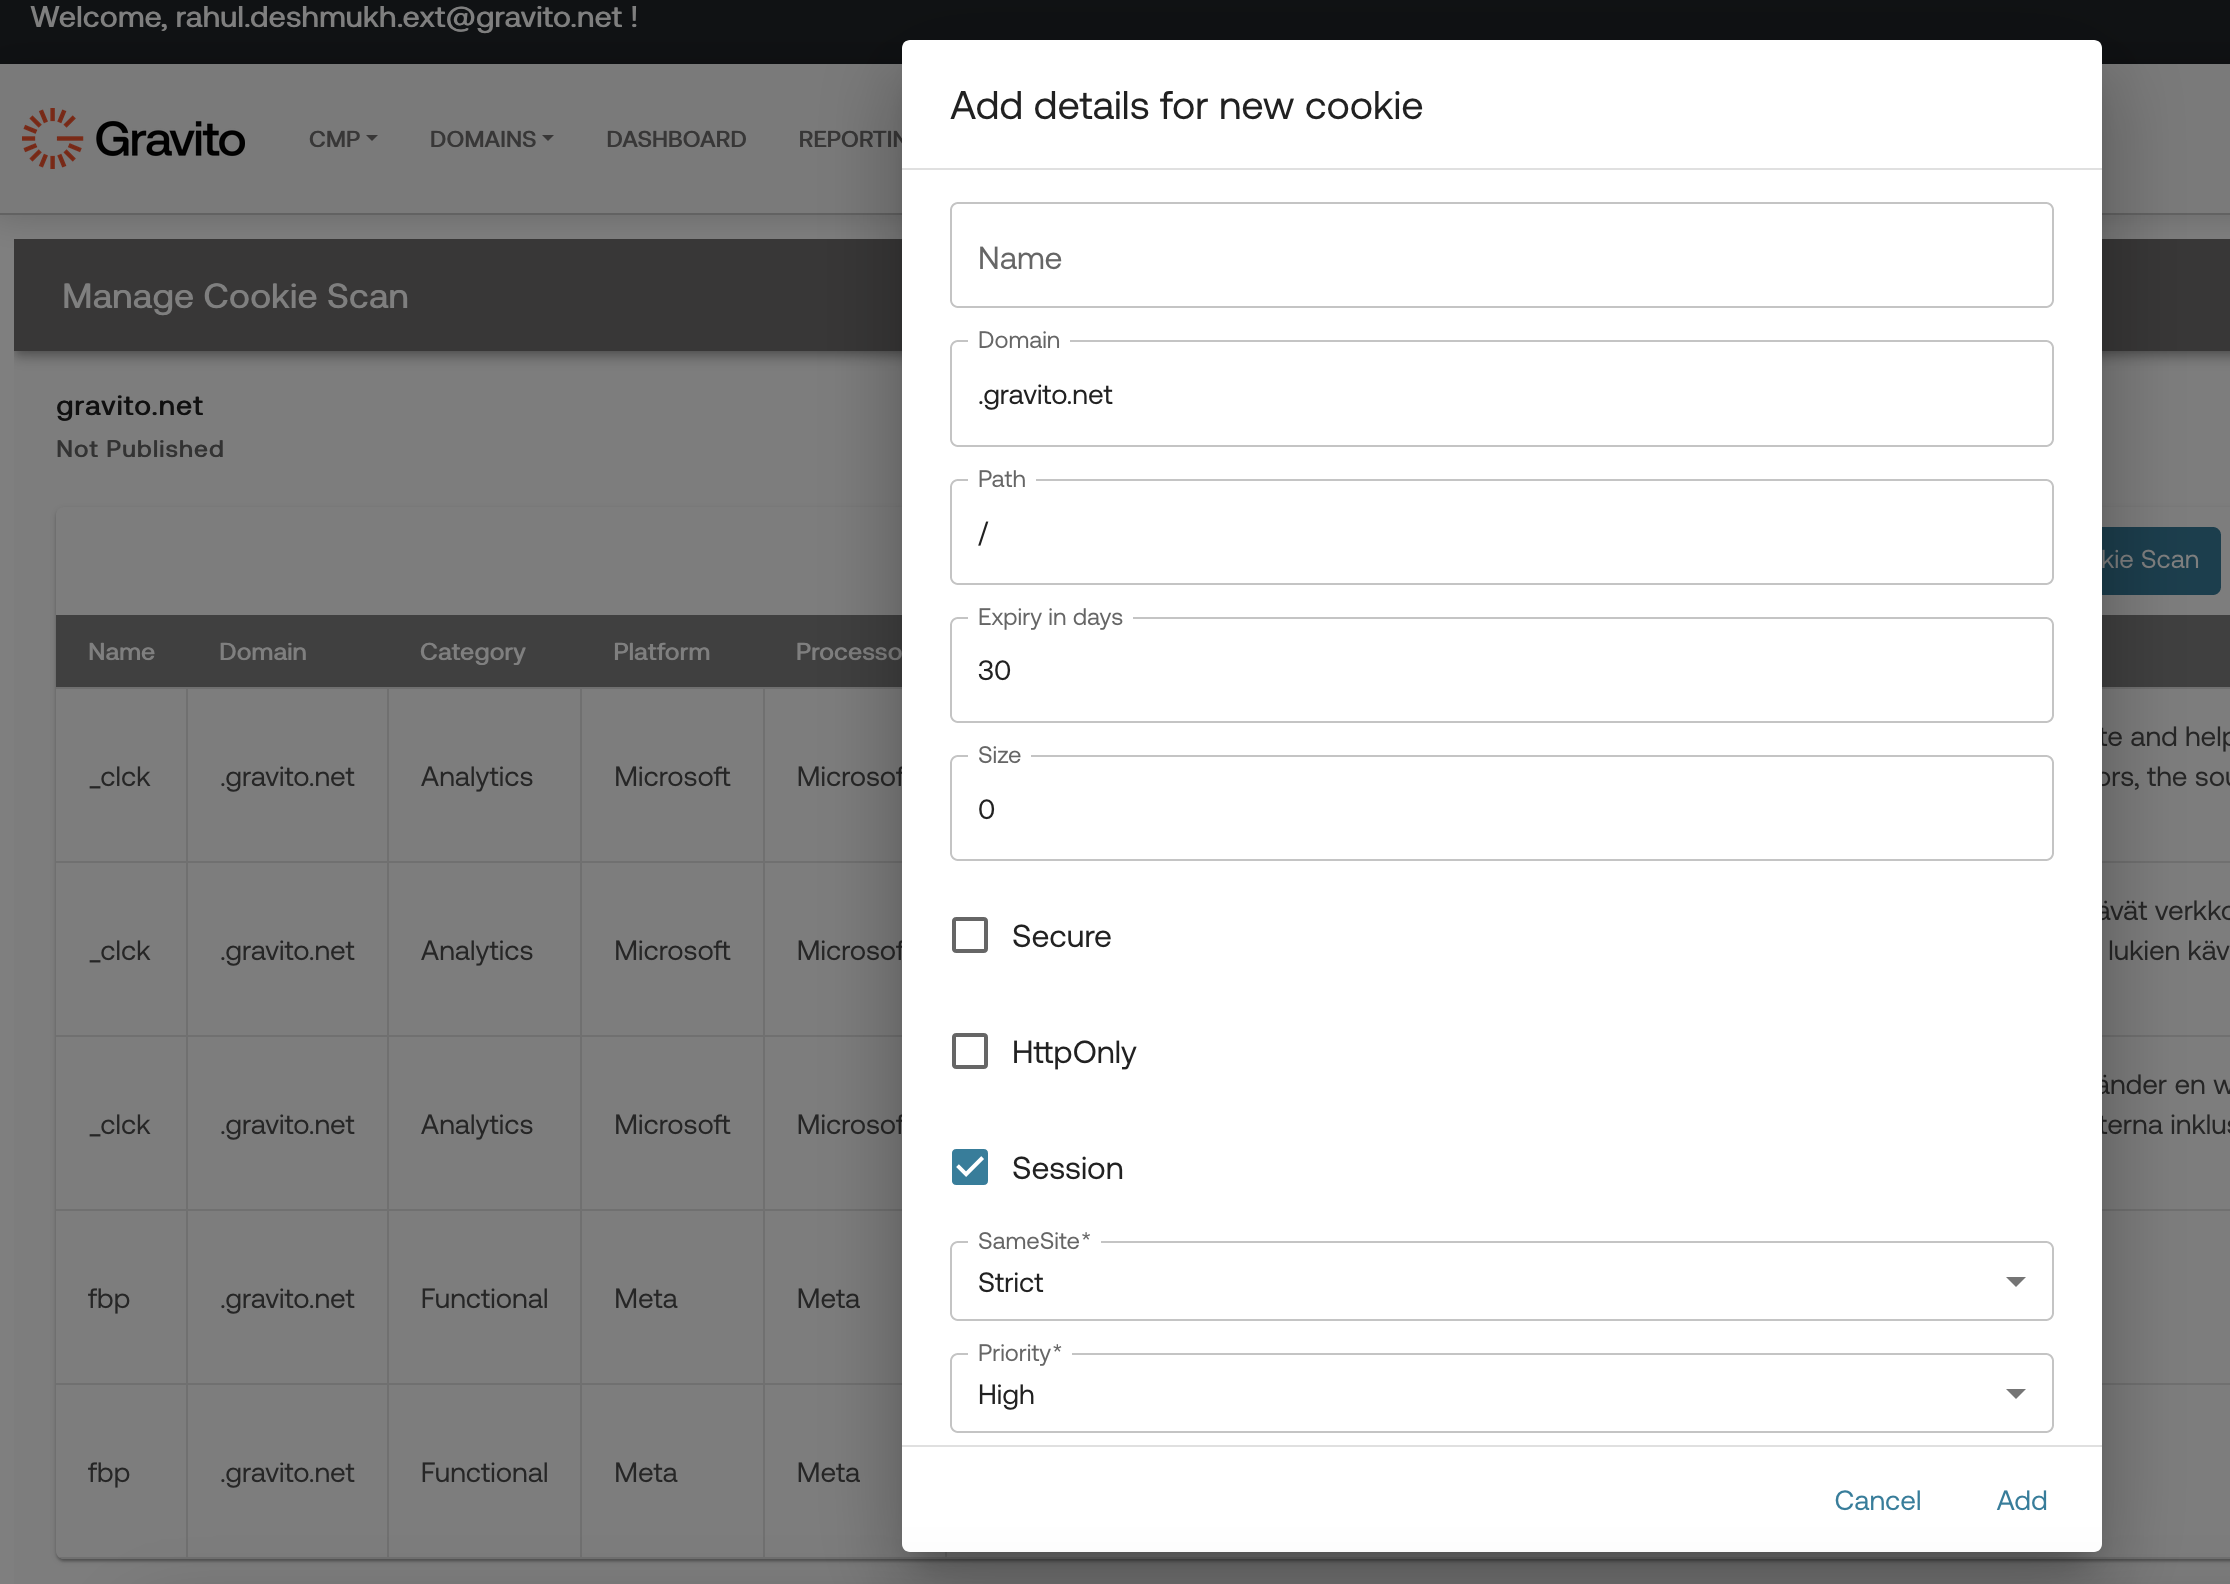 Welcome, rahul.deshmukh.ext@gravito.net !
Gravito
CMP
DOMAINS
DASHBOARD
REPORTIN
Manage Cookie Scan
gravito.net
Not Published
kie Scan
Name Domain Category Platform Processo
_clck .gravito.net Analytics Microsoft Microsof
te and help
ors, the sou
_clck .gravito.net Analytics Microsoft Microsof
ävät verkko
lukien käv
_clck .gravito.net Analytics Microsoft Microsof
änder en w
terna inklus
fbp .gravito.net Functional Meta Meta
fbp .gravito.net Functional Meta Meta
Add details for new cookie
Name
Domain
.gravito.net
Path
/
Expiry in days
30
Size
0
Secure
HttpOnly
Session
SameSite*
Strict
Priority*
High
Cancel
Add